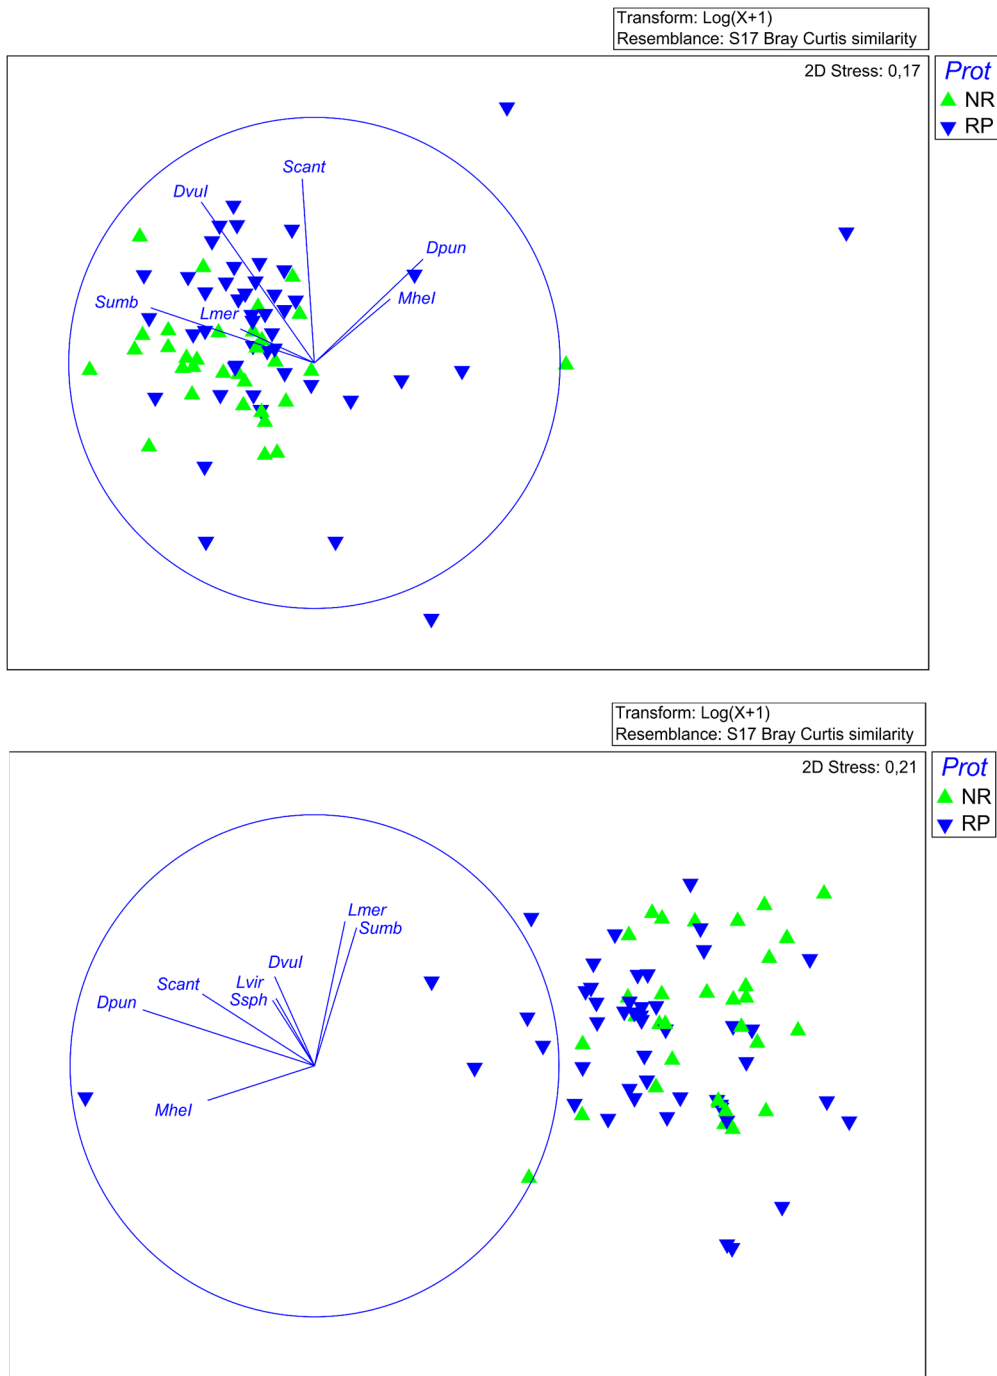 Transform: Log(X+1)
Resemblance: S17 Bray Curtis similarity
2D Stress: 0,17
Prot
NR
RP
Scant
Dvul
Dpun
Mhel
Sumb
Lmer
Transform: Log(X+1)
Resemblance: S17 Bray Curtis similarity
2D Stress: 0,21
Prot
NR
RP
Lmer
Sumb
Dvul
Scant
Lvir
Ssph
Dpun
Mhel